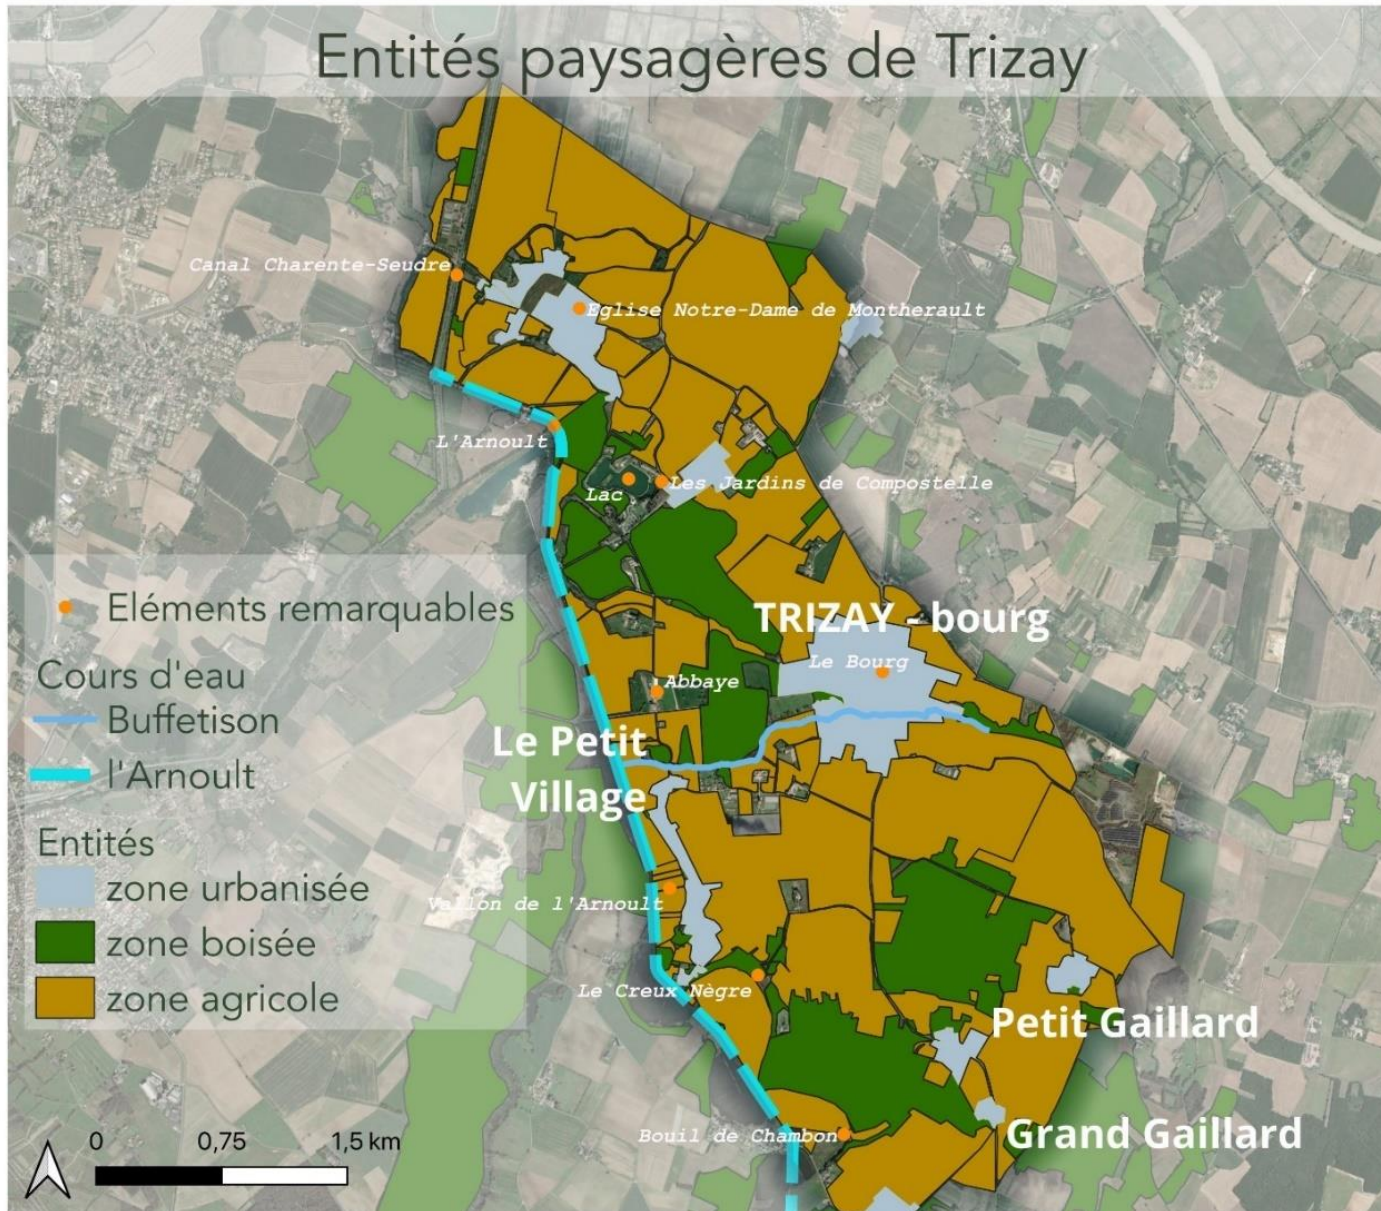 Entités paysagères de Trizay
Canal Charente-Seudre
Eglise Notre-Dame de Montherault
L'Arnoult
Les Jardins de Compostelle
Lac
Eléments remarquables
TRIZAY - bourg
Le Bourg
Cours d'eau
Abbaye
Buffetison
Le Petit
Village
l'Arnoult
Entités
zone urbanisée
Vallon de l'Arnoult
zone boisée
zone agricole
Le Creux Nègre
Petit Gaillard
Grand Gaillard
Bouil de Chambon
0 0,75 1,5 km